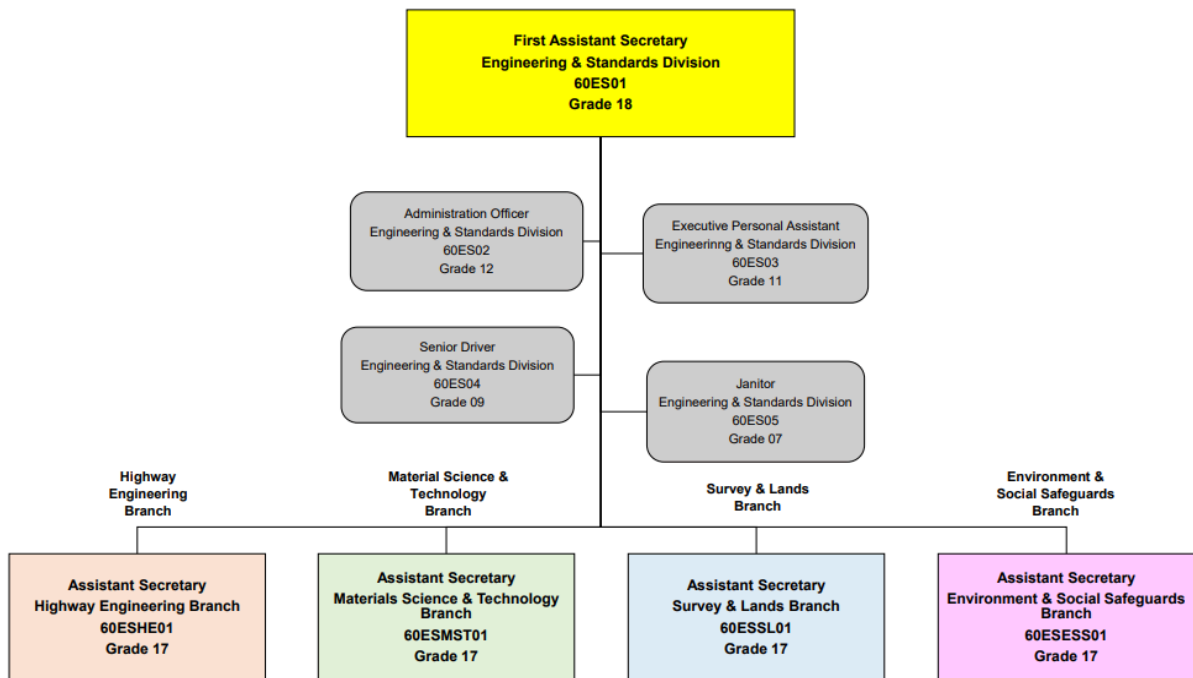 First Assistant Secretary
Engineering & Standards Division
60ES01
Grade 18
Administration Officer
Engineering & Standards Division
60ES02
Grade 12
Executive Personal Assistant
Engineerinng & Standards Division
60ES03
Grade 11
Senior Driver
Engineering & Standards Division
60ES04
Grade 09
Janitor
Engineering & Standards Division
60ES05
Grade 07
Highway
Engineering
Branch
Material Science &
Technology
Branch
Survey & Lands
Branch
Environment &
Social Safeguards
Branch
Assistant Secretary
Highway Engineering Branch
60ESHE01
Grade 17
Assistant Secretary
Materials Science & Technology
Branch
60ESMST01
Grade 17
Assistant Secretary
Survey & Lands Branch
60ESSL01
Grade 17
Assistant Secretary
Environment & Social Safeguards
Branch
60ESESS01
Grade 17